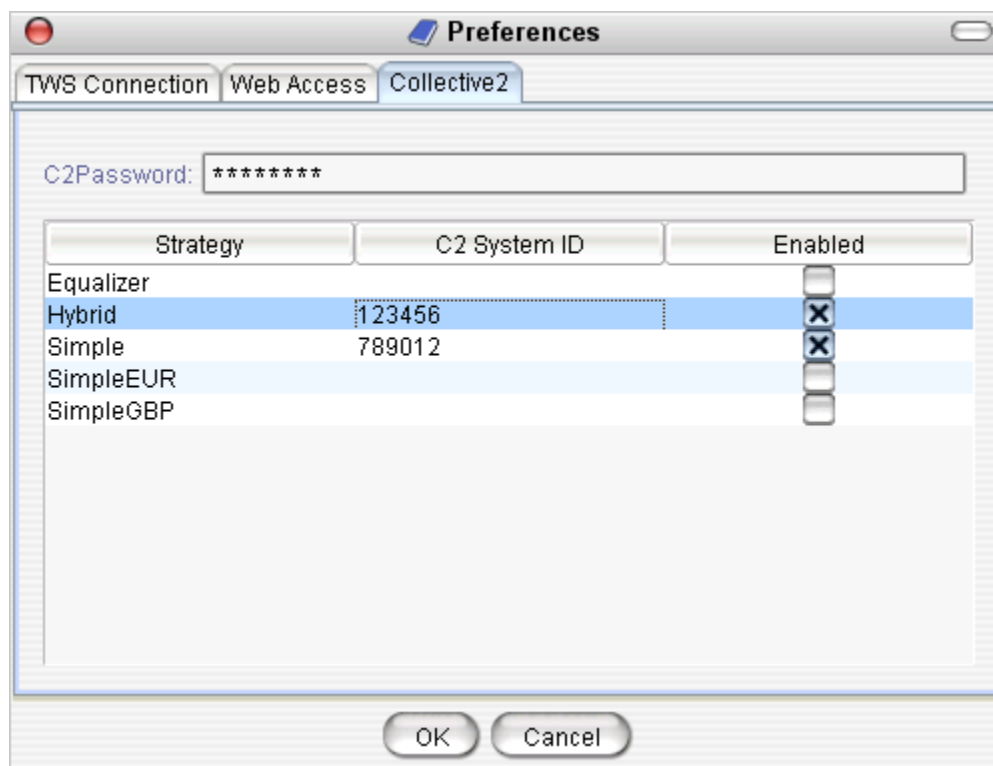 Preferences
TWS Connection Web Access Collective2
C2Password: ********
Strategy C2 System ID Enabled
Equalizer
Hybrid 123456
Simple 789012
SimpleEUR
SimpleGBP
OK Cancel